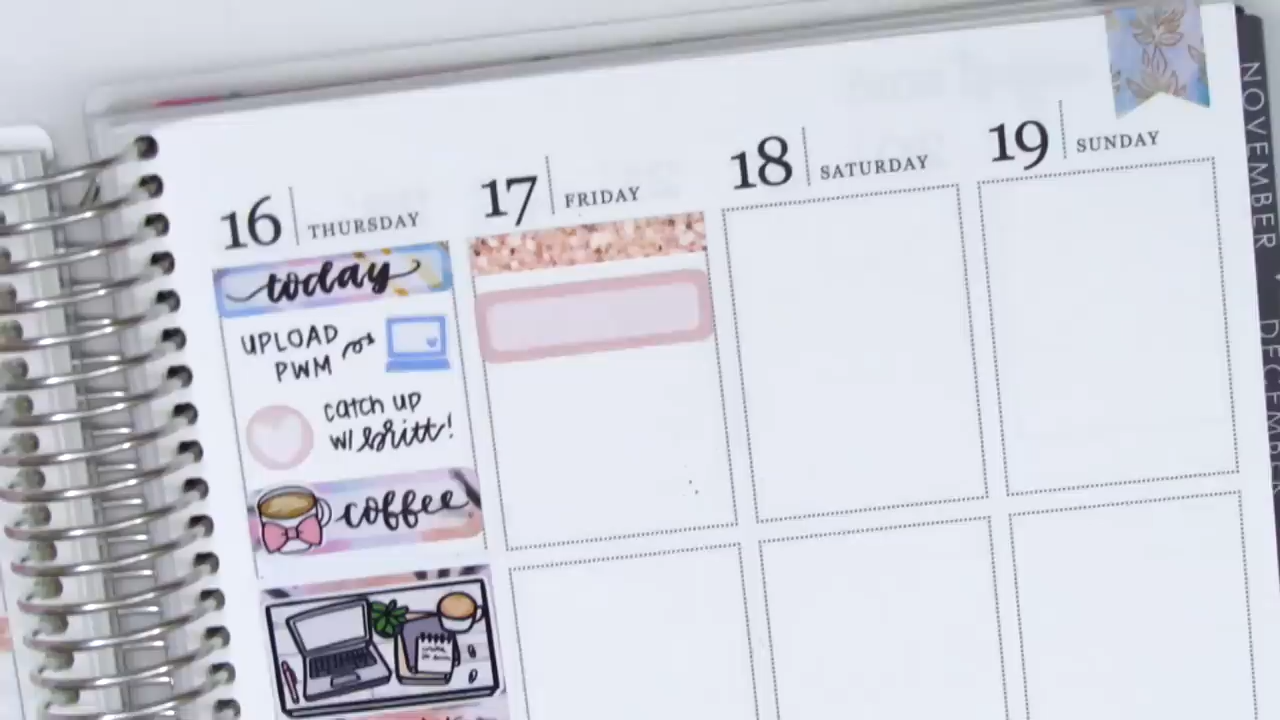 16 THURSDAY
17 FRIDAY
18 SATURDAY
19 SUNDAY
today
UPLOAD
PWM
catch up
w/ britt!
coffee
NOVEMBER
DECEMBER